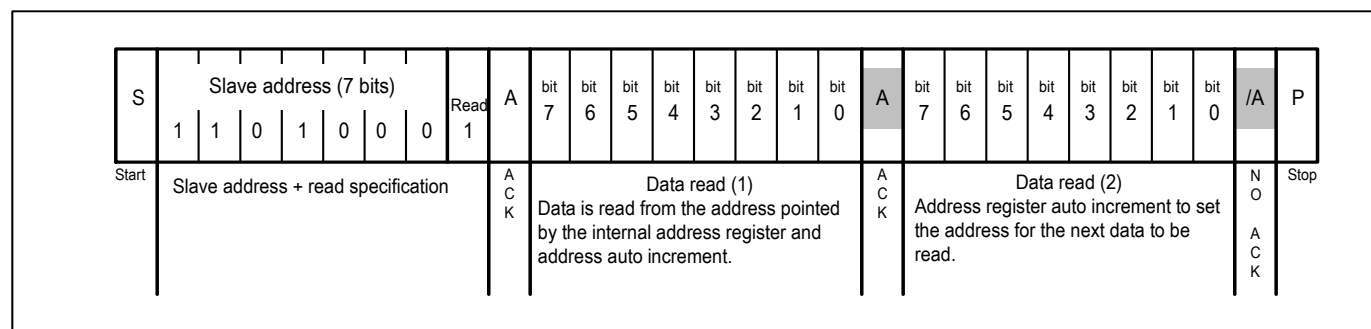 S Slave address (7 bits) Read A bit bit bit bit bit bit bit bit A bit bit bit bit bit bit bit bit /A P
1 1 0 1 0 0 0 1 7 6 5 4 3 2 1 0 7 6 5 4 3 2 1 0
Start
Slave address + read specification
ACK
Data read (1)
Data is read from the address pointed
by the internal address register and
address auto increment.
ACK
Data read (2)
Address register auto increment to set
the address for the next data to be
read.
NO ACK
Stop